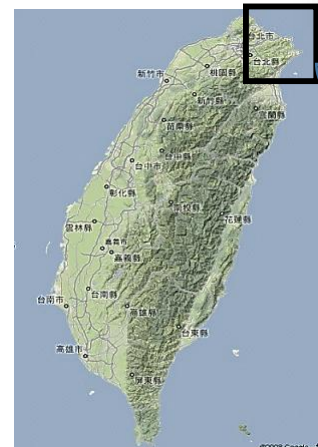 台北市
台北縣
桃園縣
新竹市
新竹縣
宜蘭縣
苗栗縣
台中縣
台中市
彰化縣
南投縣
花蓮縣
雲林縣
嘉義市
嘉義縣
台南縣
台南市
高雄縣
台東縣
高雄市
屏東縣